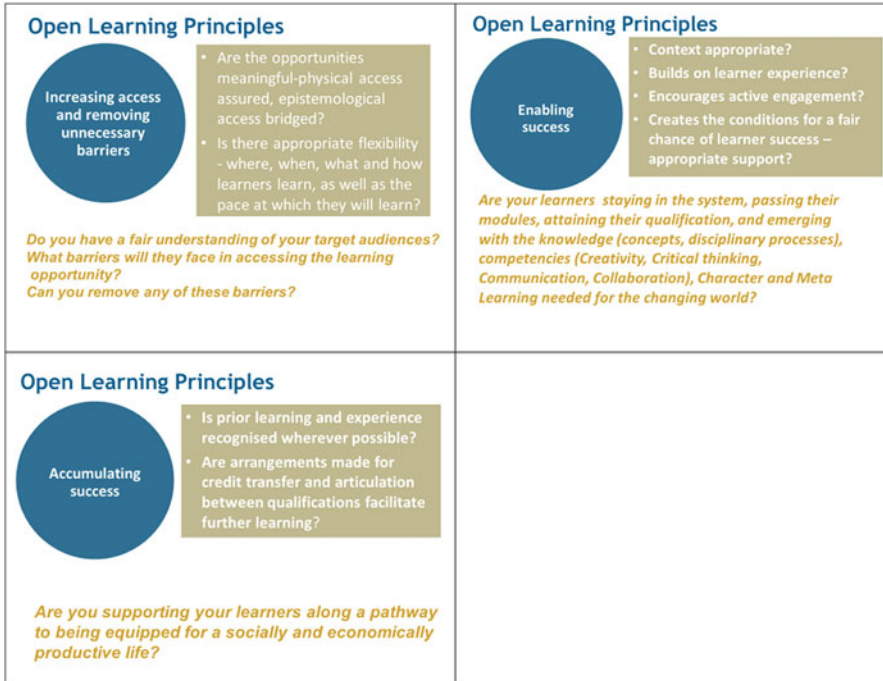 Open Learning Principles
Increasing access
and removing
unnecessary
barriers
• Are the opportunities
meaningful-physical access
assured, epistemological
access bridged?
• Is there appropriate flexibility
- where, when, what and how
learners learn, as well as the
pace at which they will learn?
Do you have a fair understanding of your target audiences?
What barriers will they face in accessing the learning
opportunity?
Can you remove any of these barriers?
Open Learning Principles
Enabling
success
• Context appropriate?
• Builds on learner experience?
• Encourages active engagement?
• Creates the conditions for a fair
chance of learner success –
appropriate support?
Are your learners staying in the system, passing their
modules, attaining their qualification, and emerging
with the knowledge (concepts, disciplinary processes),
competencies (Creativity, Critical thinking,
Communication, Collaboration), Character and Meta
Learning needed for the changing world?
Open Learning Principles
Accumulating
success
• Is prior learning and experience
recognised wherever possible?
• Are arrangements made for
credit transfer and articulation
between qualifications facilitate
further learning?
Are you supporting your learners along a pathway
to being equipped for a socially and economically
productive life?